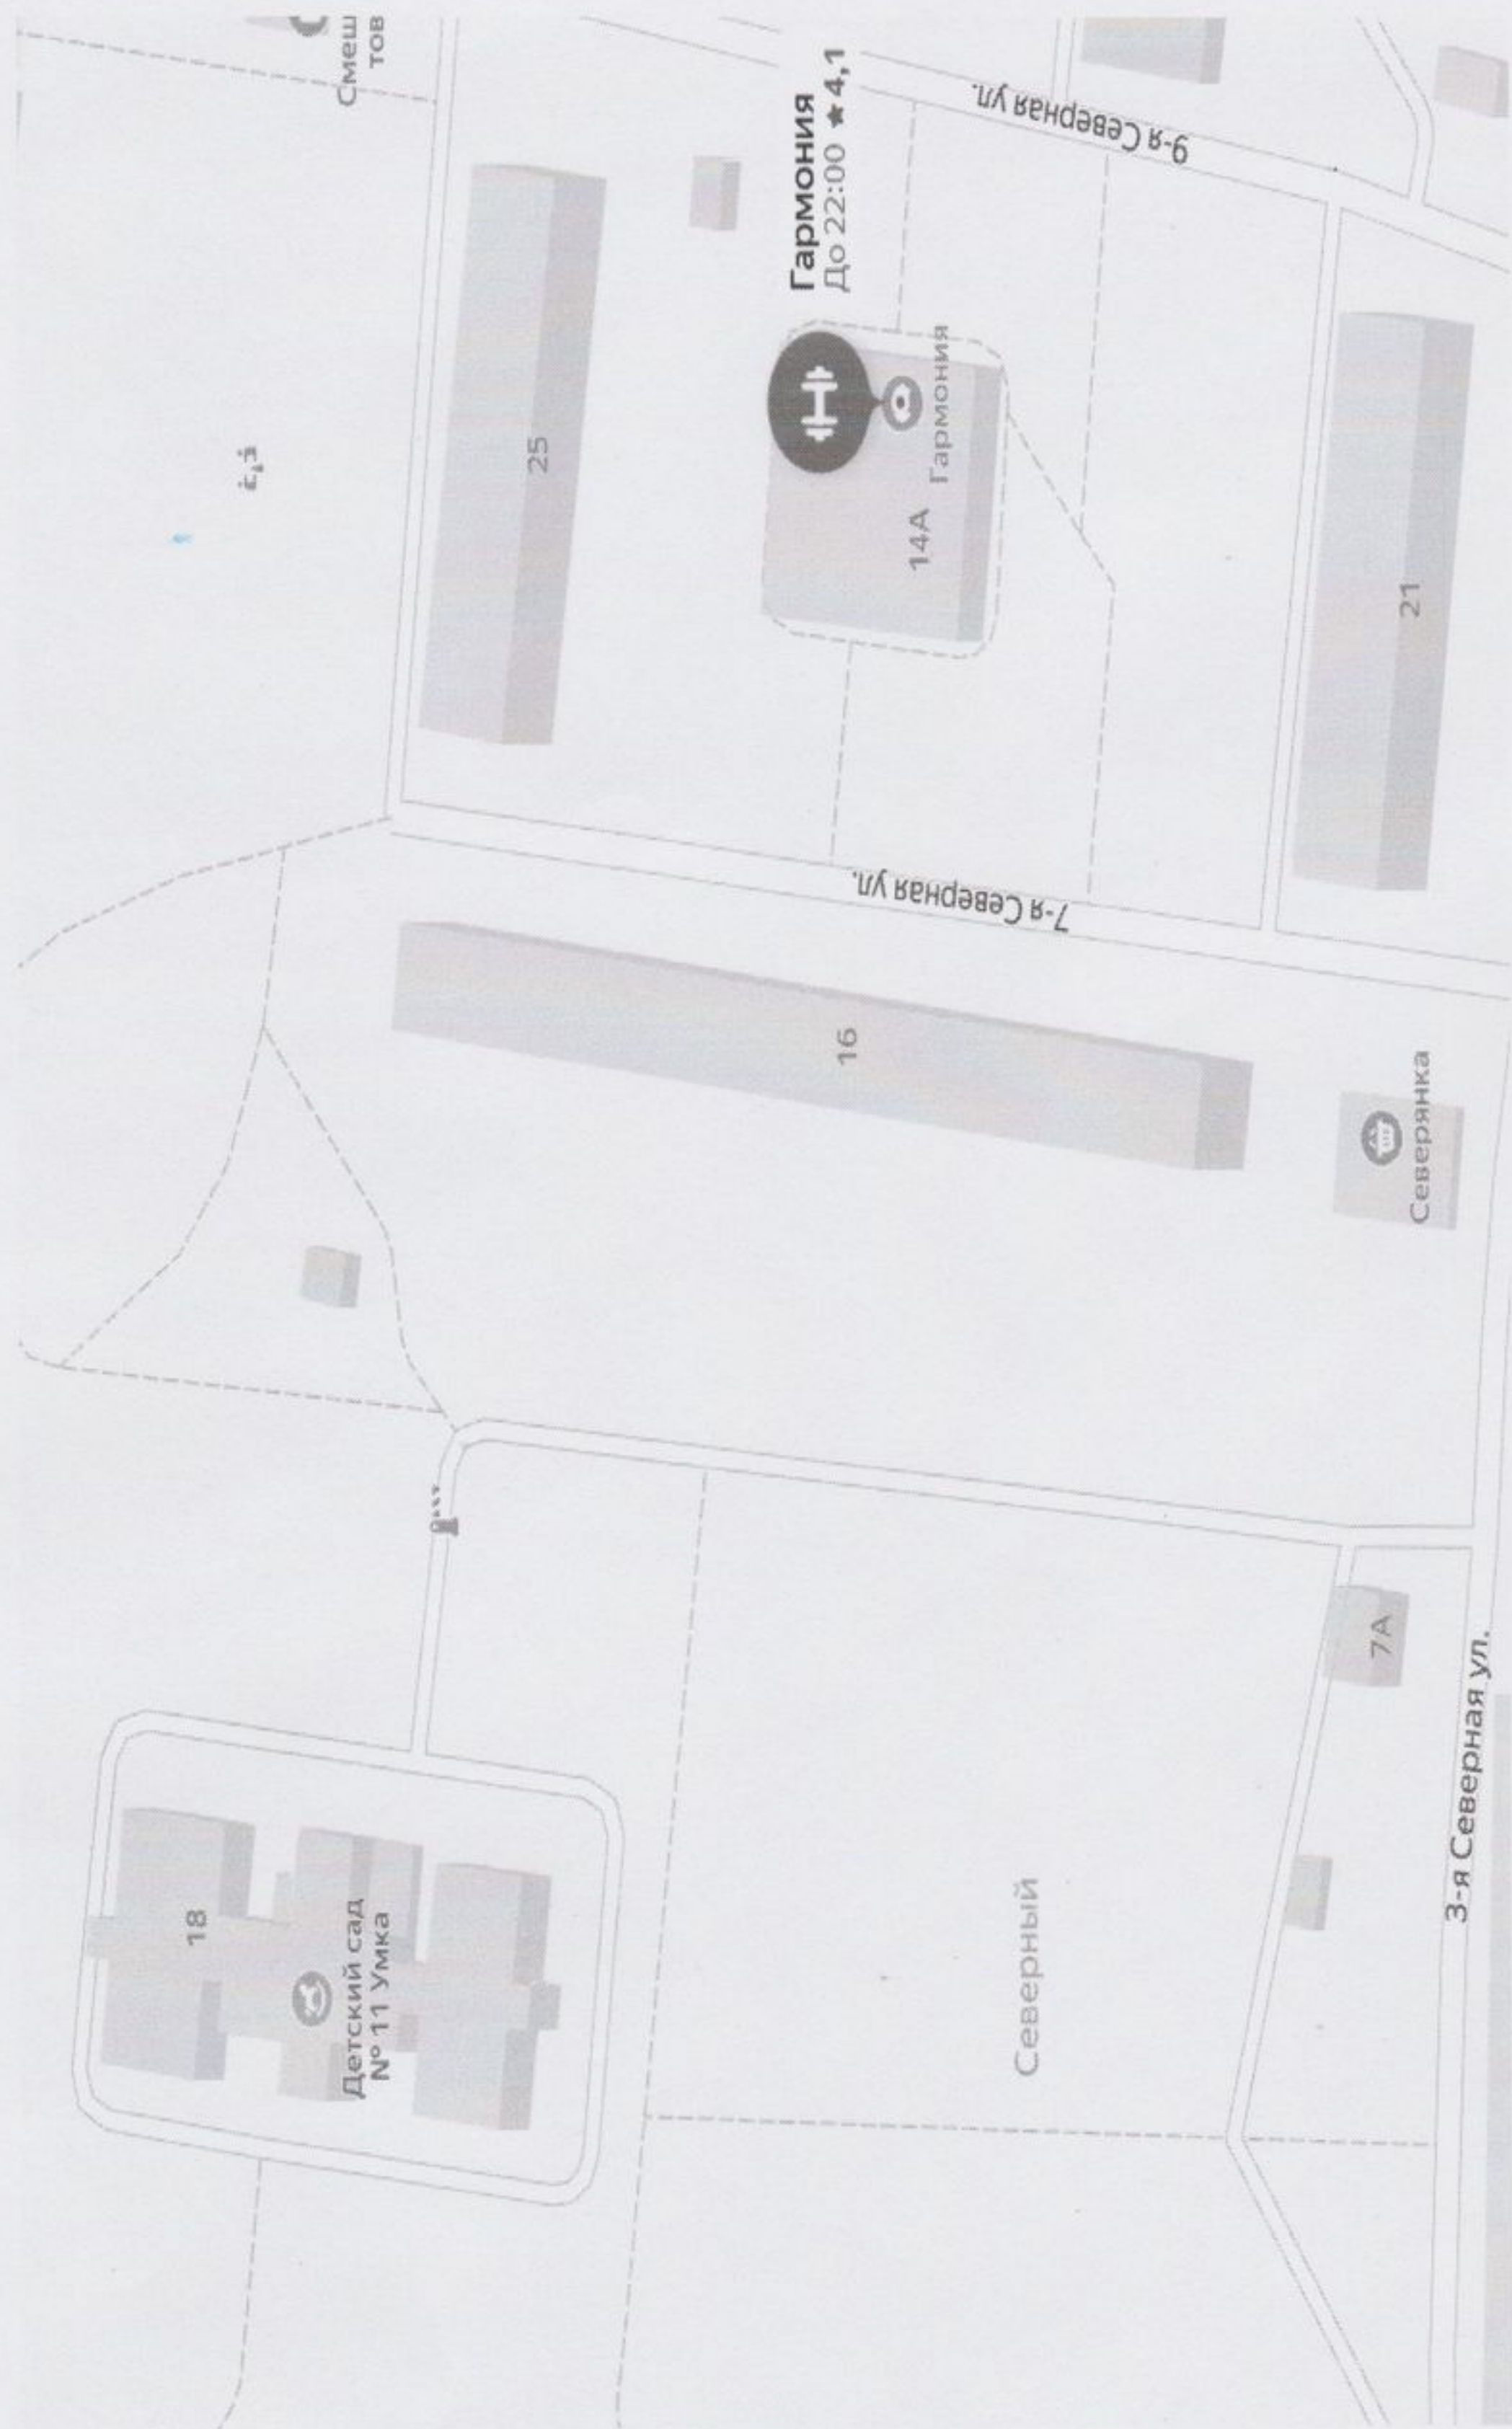 Смеш
тов
25
Гармония
До 22:00 ★ 4,1
14А
Гармония
9-я Северная ул.
21
7-я Северная ул.
16
Северянка
18
Детский сад
№ 11 Умка
Северный
7А
3-я Северная ул.